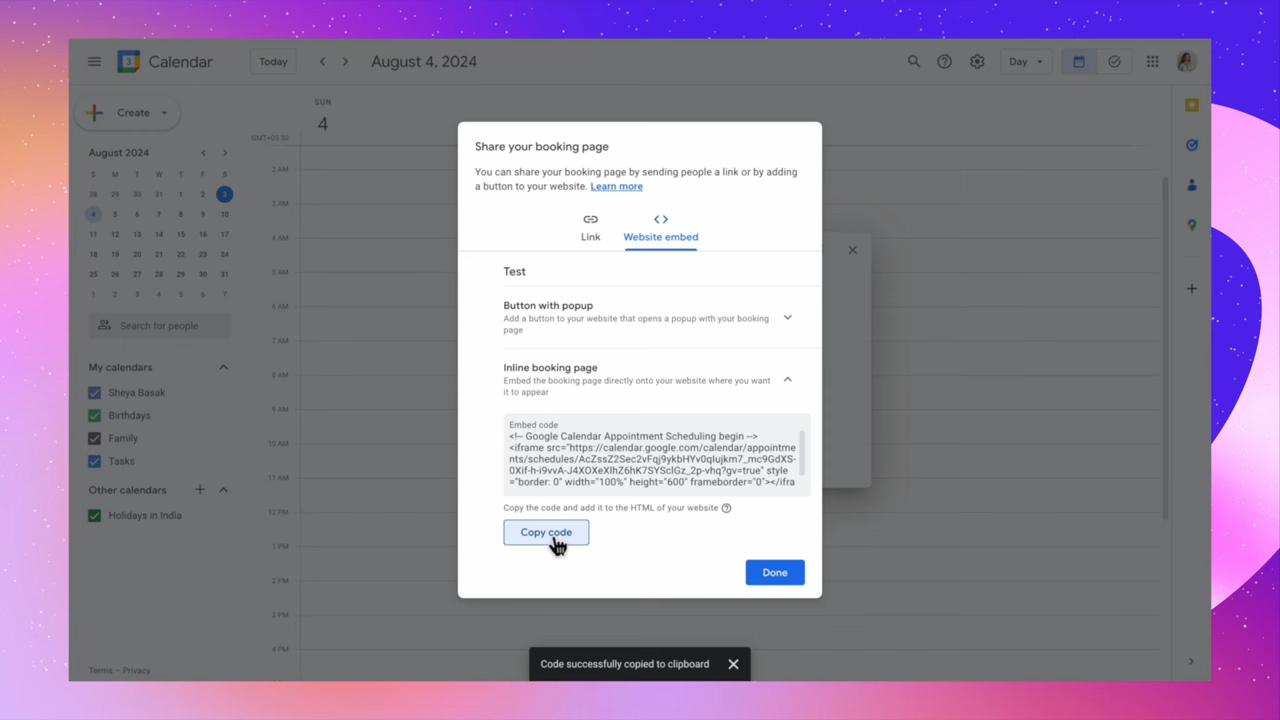 Calendar
Today
August 4, 2024
Day
Create
SUN
4
GMT+05:30
August 2024
S M T W T F S
28 29 30 31 1 2 3
4 5 6 7 8 9 10
11 12 13 14 15 16 17
18 19 20 21 22 23 24
25 26 27 28 29 30 31
1 2 3 4 5 6 7
Search for people
My calendars
Sheya Basak
Birthdays
Family
Tasks
Other calendars
Holidays in India
Terms – Privacy
2 AM
3 AM
4 AM
5 AM
6 AM
7 AM
8 AM
9 AM
10 AM
11 AM
12 PM
1 PM
2 PM
3 PM
4 PM
Share your booking page
You can share your booking page by sending people a link or by adding
a button to your website. Learn more
Link
Website embed
Test
Button with popup
Add a button to your website that opens a popup with your booking
page
Inline booking page
Embed the booking page directly onto your website where you want
it to appear
Embed code
<!-- Google Calendar Appointment Scheduling begin -->
<iframe src="https://calendar.google.com/calendar/appointme
nts/schedules/AcZssZ2Sec2vFqj9ykbHYv0qIujkm7_mc9GdXS-
0Xif-h-i9vvA-J4XOXeXIhZ6hK7SYScIGz_2p-vhq?gv=true" style
="border: 0" width="100%" height="600" frameborder="0"></ifra
Copy the code and add it to the HTML of your website
Copy code
Done
Code successfully copied to clipboard